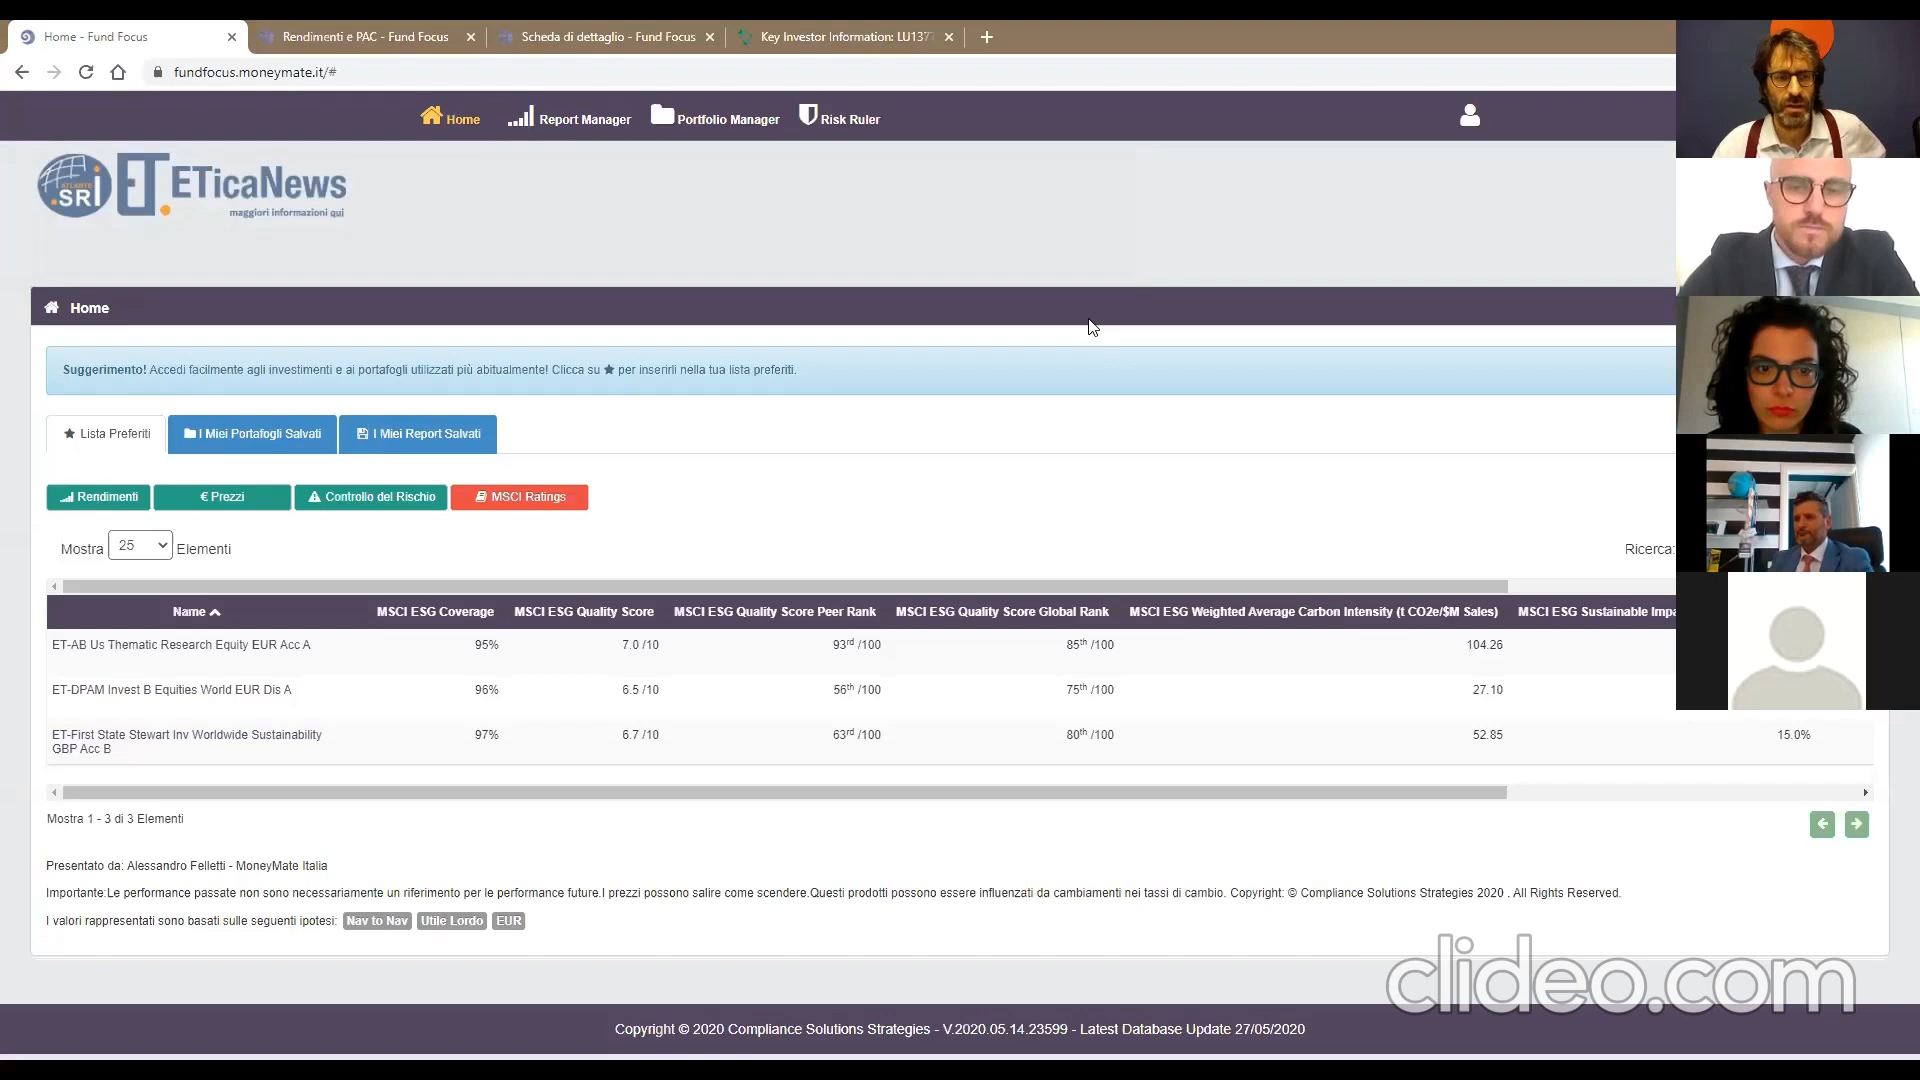 Home - Fund Focus
Rendimenti e PAC - Fund Focus
Scheda di dettaglio - Fund Focus
Key Investor Information: LU1377
fundfocus.moneymate.it/#
Home
Report Manager
Portfolio Manager
Risk Ruler
ATLANTE
.SRI
ET.
ETicaNews
maggiori informazioni qui
Home
Suggerimento! Accedi facilmente agli investimenti e ai portafogli utilizzati più abitualmente! Clicca su ★ per inserirli nella tua lista preferiti.
Lista Preferiti
I Miei Portafogli Salvati
I Miei Report Salvati
Rendimenti
€ Prezzi
Controllo del Rischio
MSCI Ratings
Mostra 25 Elementi
Ricerca:
Name MSCI ESG Coverage MSCI ESG Quality Score MSCI ESG Quality Score Peer Rank MSCI ESG Quality Score Global Rank MSCI ESG Weighted Average Carbon Intensity (t CO2e/$M Sales) MSCI ESG Sustainable Impa
ET-AB Us Thematic Research Equity EUR Acc A 95% 7.0 /10 93rd /100 85th /100 104.26
ET-DPAM Invest B Equities World EUR Dis A 96% 6.5 /10 56th /100 75th /100 27.10
ET-First State Stewart Inv Worldwide Sustainability 97% 6.7 /10 63rd /100 80th /100 52.85 15.0%
GBP Acc B
Mostra 1 - 3 di 3 Elementi
Presentato da: Alessandro Felletti - MoneyMate Italia
Importante:Le performance passate non sono necessariamente un riferimento per le performance future.I prezzi possono salire come scendere.Questi prodotti possono essere influenzati da cambiamenti nei tassi di cambio. Copyright: © Compliance Solutions Strategies 2020 . All Rights Reserved.
I valori rappresentati sono basati sulle seguenti ipotesi: Nav to Nav Utile Lordo EUR
clideo.com
Copyright © 2020 Compliance Solutions Strategies - V.2020.05.14.23599 - Latest Database Update 27/05/2020